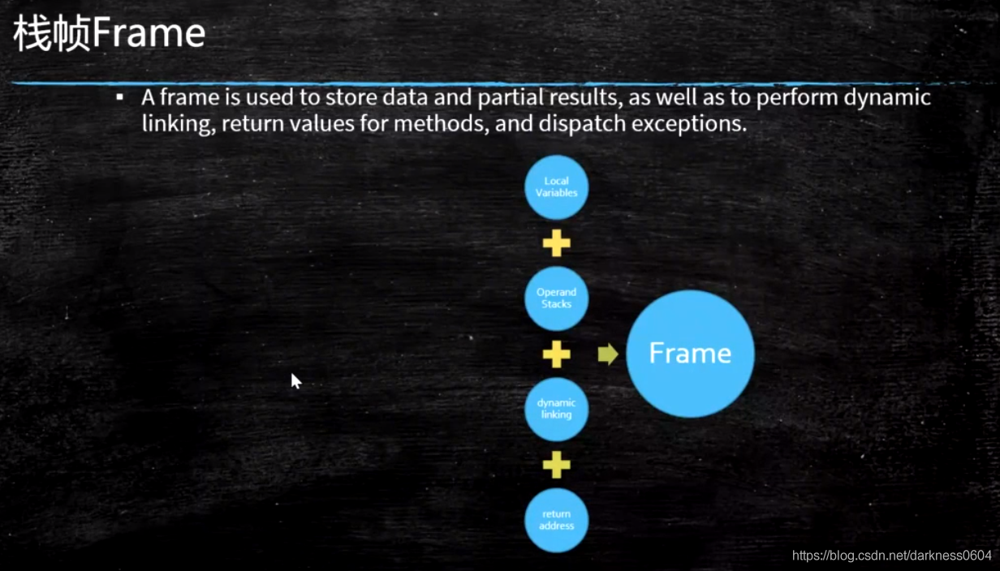 栈帧Frame
▪ A frame is used to store data and partial results, as well as to perform dynamic
linking, return values for methods, and dispatch exceptions.
Local
Variables
Operand
Stacks
dynamic
linking
return
address
Frame
https://blog.csdn.net/darkness0604